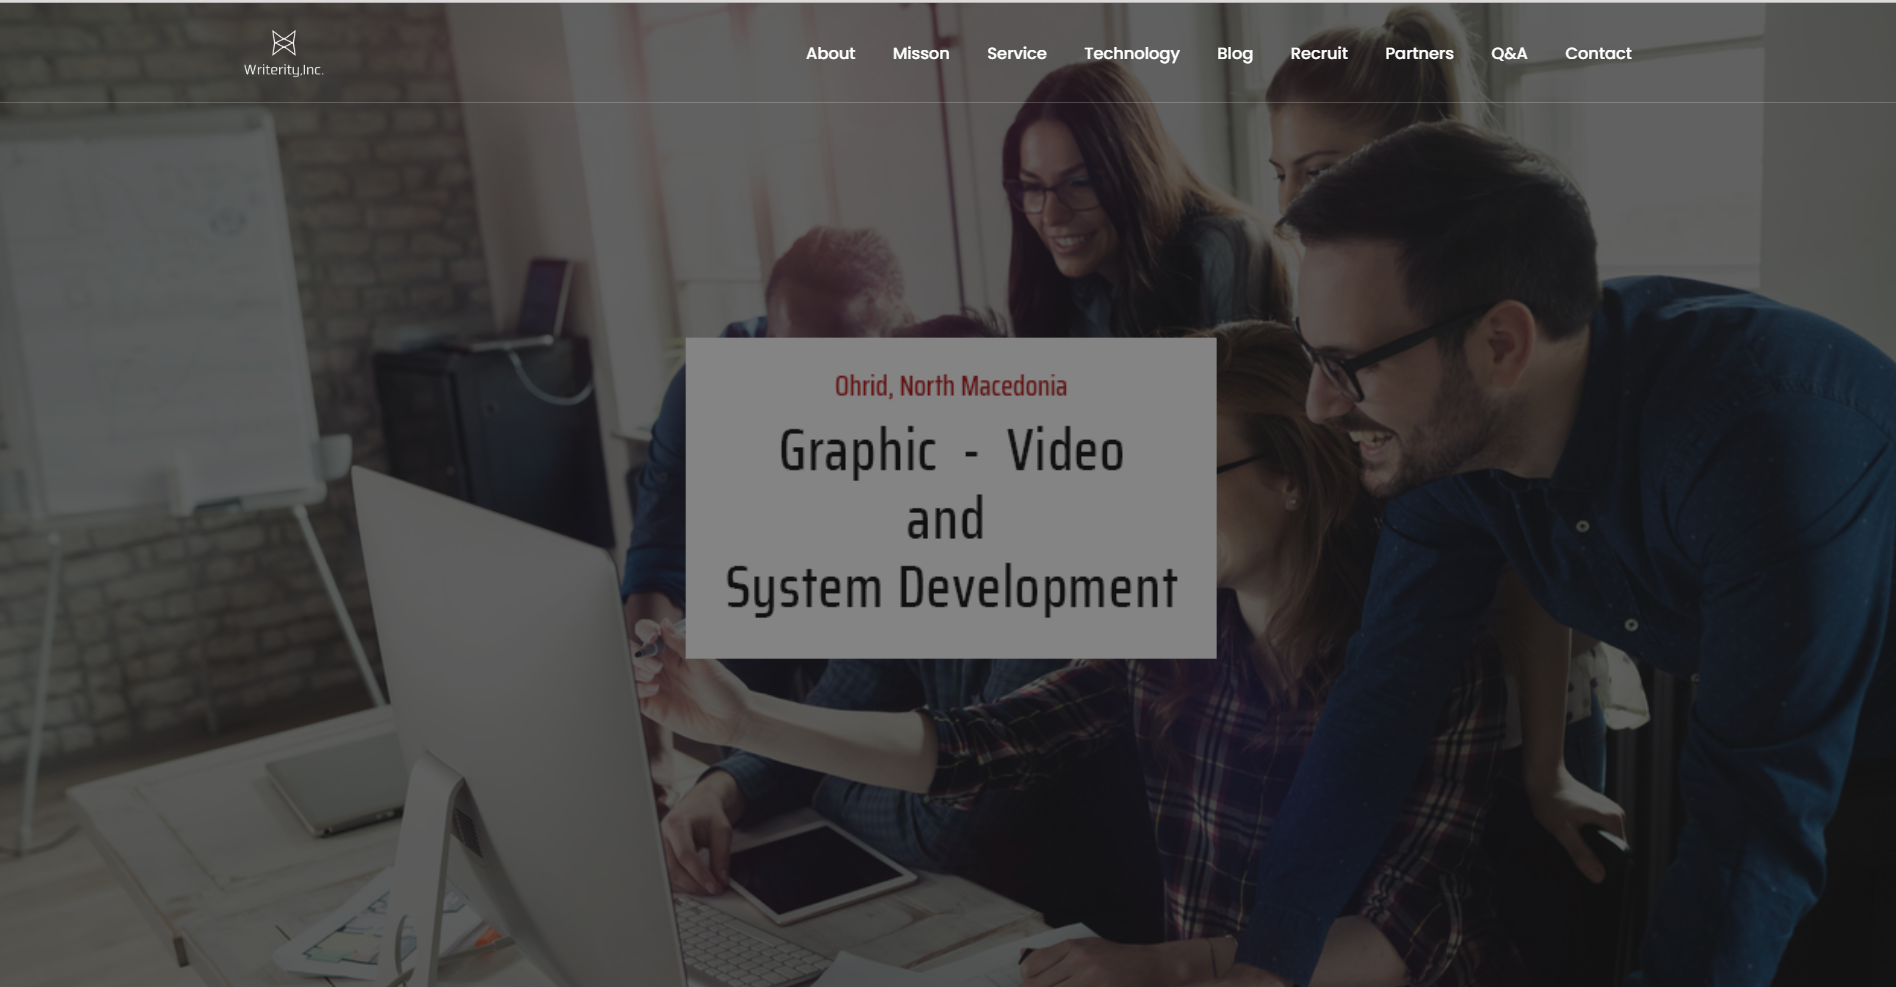 Writerity,Inc.
About Misson Service Technology Blog Recruit Partners Q&A Contact
Ohrid, North Macedonia
Graphic - Video
and
System Development